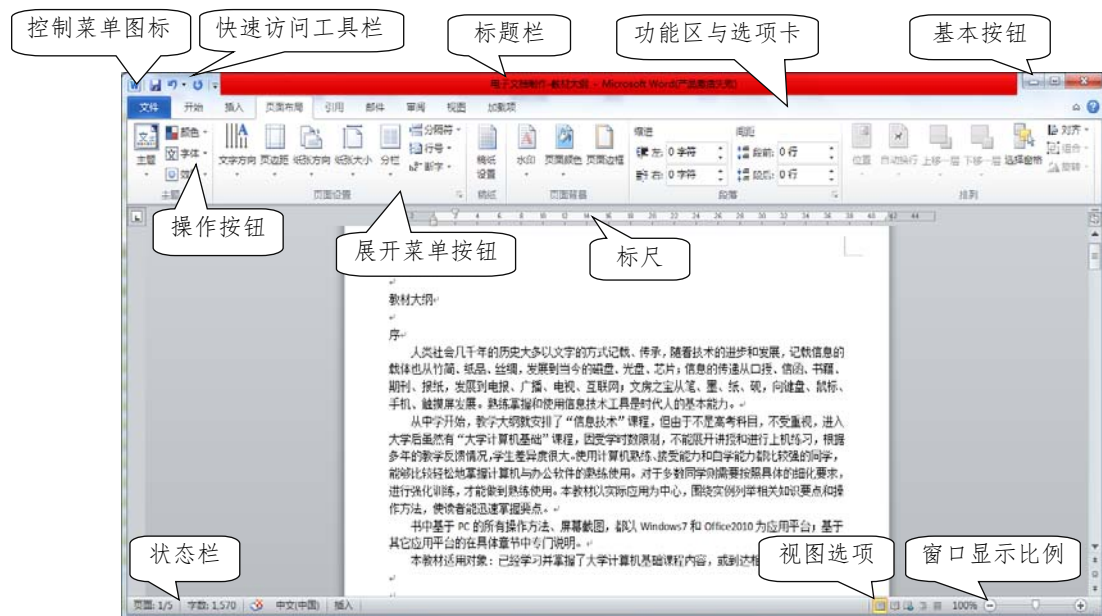 控制菜单图标 快速访问工具栏 标题栏 功能区与选项卡 基本按钮
电子文档制作-教材大纲 - Microsoft Word(产品激活失败)
文件 开始 插入 页面布局 引用 邮件 审阅 视图 加载项
颜色 分隔符 缩进 间距 对齐
主题 字体 文字方向 页边距 纸张方向 纸张大小 分栏 行号 稿纸 水印 页面颜色 页面边框 左: 0 字符 段前: 0 行 位置 自动换行 上移一层 下移一层 选择窗格 组合
断字 设置 右: 0 字符 段后: 0 行 旋转
页面设置 稿纸 页面背景 段落 排列
操作按钮 展开菜单按钮 标尺
2 4 6 8 10 12 14 16 18 20 22 24 26 28 30 32 34 36 38 40 42 44
教材大纲
序
人类社会几千年的历史大多以文字的方式记载、传承，随着技术的进步和发展，记载信息的
载体也从竹简、纸品、丝绸，发展到当今的磁盘、光盘、芯片；信息的传递从口授、信函、书籍、
期刊、报纸，发展到电报、广播、电视、互联网；文房之宝从笔、墨、纸、砚，向键盘、鼠标、
手机、触摸屏发展。熟练掌握和使用信息技术工具是时代人的基本能力。
从中学开始，教学大纲就安排了“信息技术”课程，但由于不是高考科目，不受重视，进入
大学后虽然有“大学计算机基础”课程，因受学时数限制，不能展开讲授和进行上机练习，根据
多年的教学反馈情况，学生差异度很大。使用计算机熟练、接受能力和自学能力都比较强的同学，
能够比较轻松地掌握计算机与办公软件的熟练使用。对于多数同学则需要按照具体的细化要求，
进行强化训练，才能做到熟练使用。本教材以实际应用为中心，围绕实例列举相关知识要点和操
作方法，使读者能迅速掌握要点。
书中基于 PC 的所有操作方法、屏幕截图，都以 Windows7 和 Office2010 为应用平台；基于
其它应用平台的在具体章节中专门说明。
本教材适用对象：已经学习并掌握了大学计算机基础课程内容，或到达相
状态栏 视图选项 窗口显示比例
页面: 1/5 字数: 1,570 中文(中国) 插入 100%